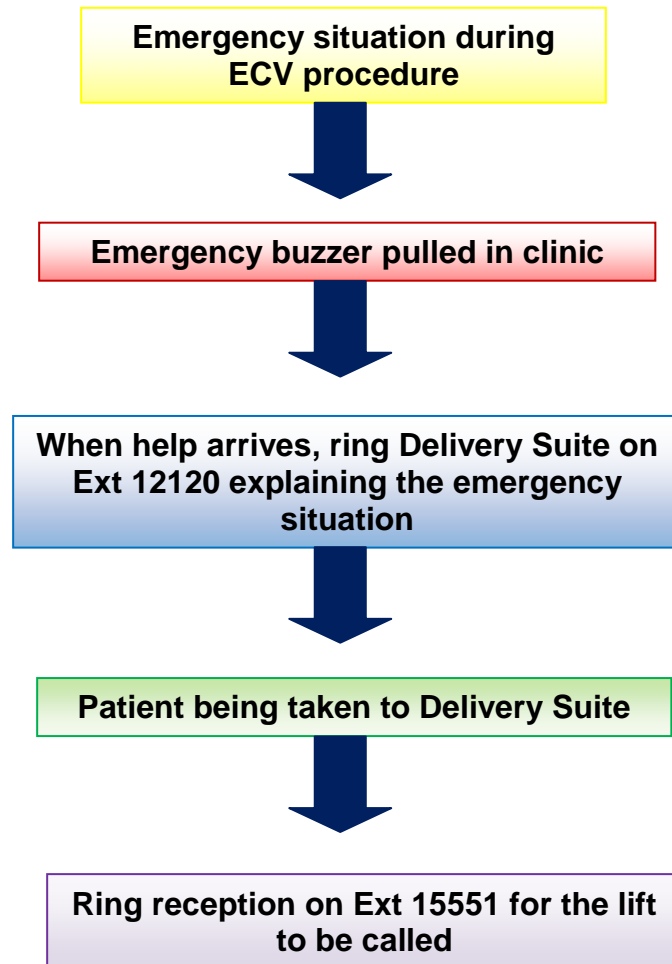 Emergency situation during
ECV procedure
Emergency buzzer pulled in clinic
When help arrives, ring Delivery Suite on
Ext 12120 explaining the emergency
situation
Patient being taken to Delivery Suite
Ring reception on Ext 15551 for the lift
to be called